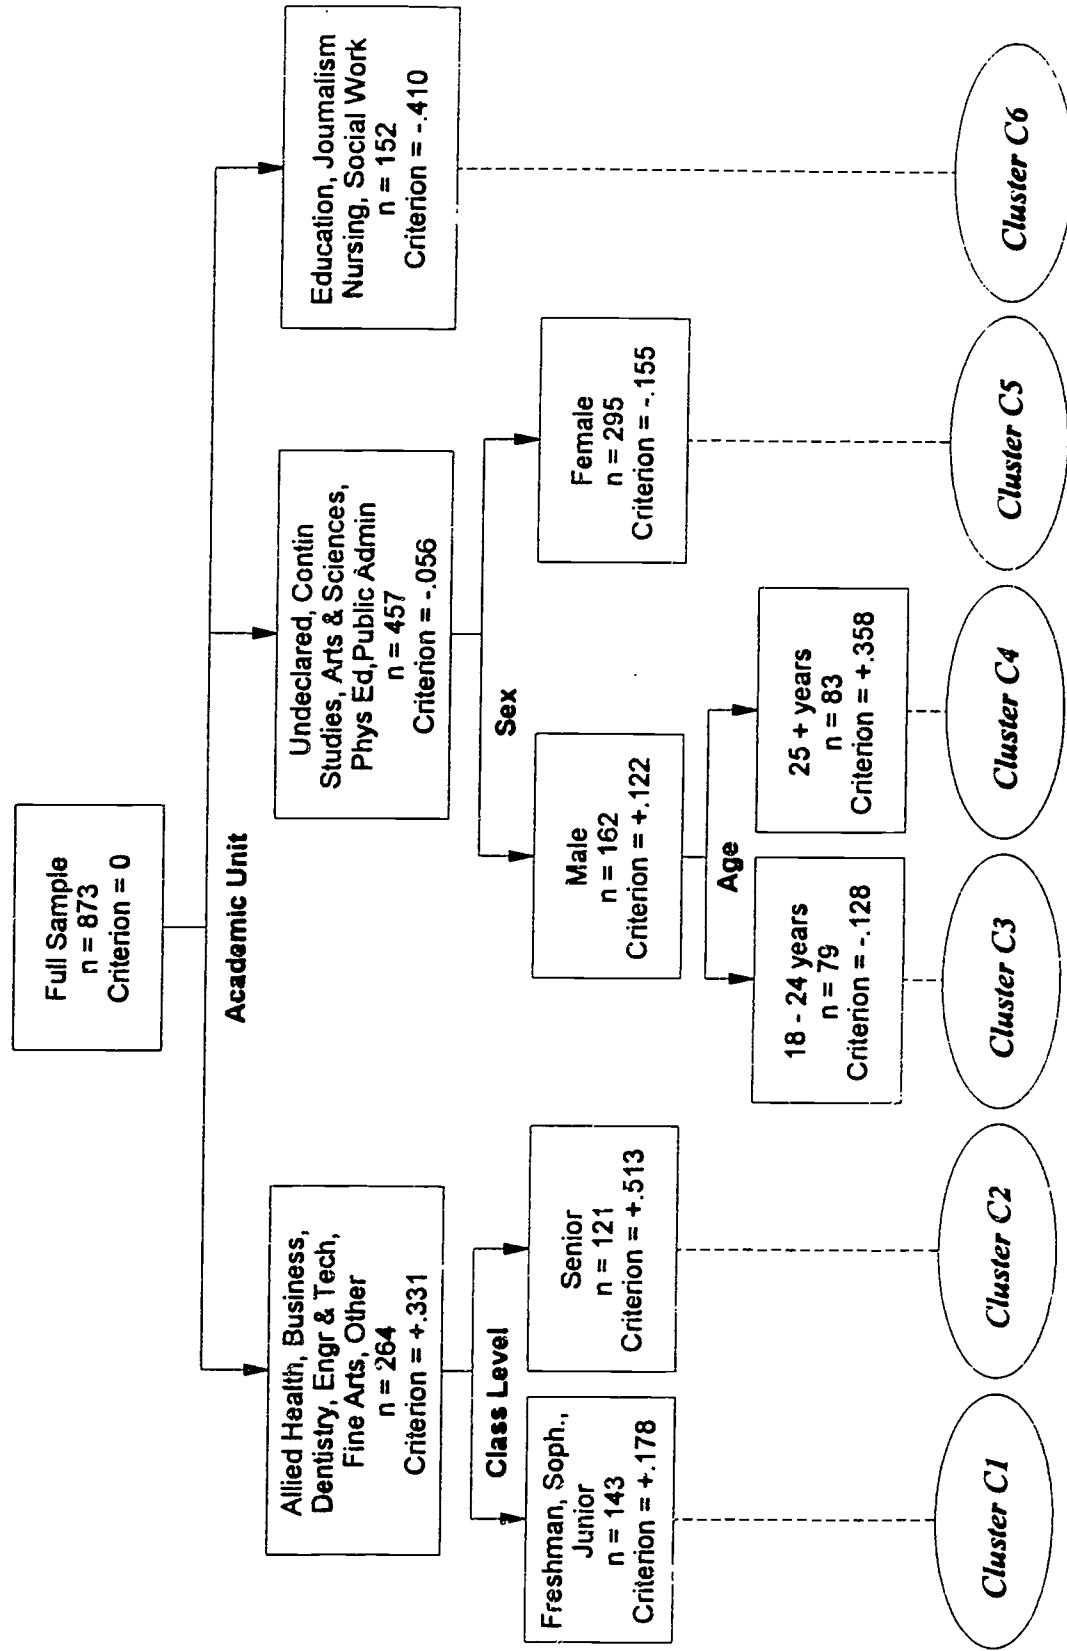 Full Sample
n = 873
Criterion = 0
Academic Unit
Allied Health, Business,
Dentistry, Engr & Tech,
Fine Arts, Other
n = 264
Criterion = +.331
Undeclared, Contin
Studies, Arts & Sciences,
Phys Ed,Public Admin
n = 457
Criterion = -.056
Education, Journalism
Nursing, Social Work
n = 152
Criterion = -.410
Class Level
Sex
Freshman, Soph.,
Junior
n = 143
Criterion = +.178
Senior
n = 121
Criterion = +.513
Male
n = 162
Criterion = +.122
Female
n = 295
Criterion = -.155
Age
18 - 24 years
n = 79
Criterion = -.128
25 + years
n = 83
Criterion = +.358
Cluster C1
Cluster C2
Cluster C3
Cluster C4
Cluster C5
Cluster C6